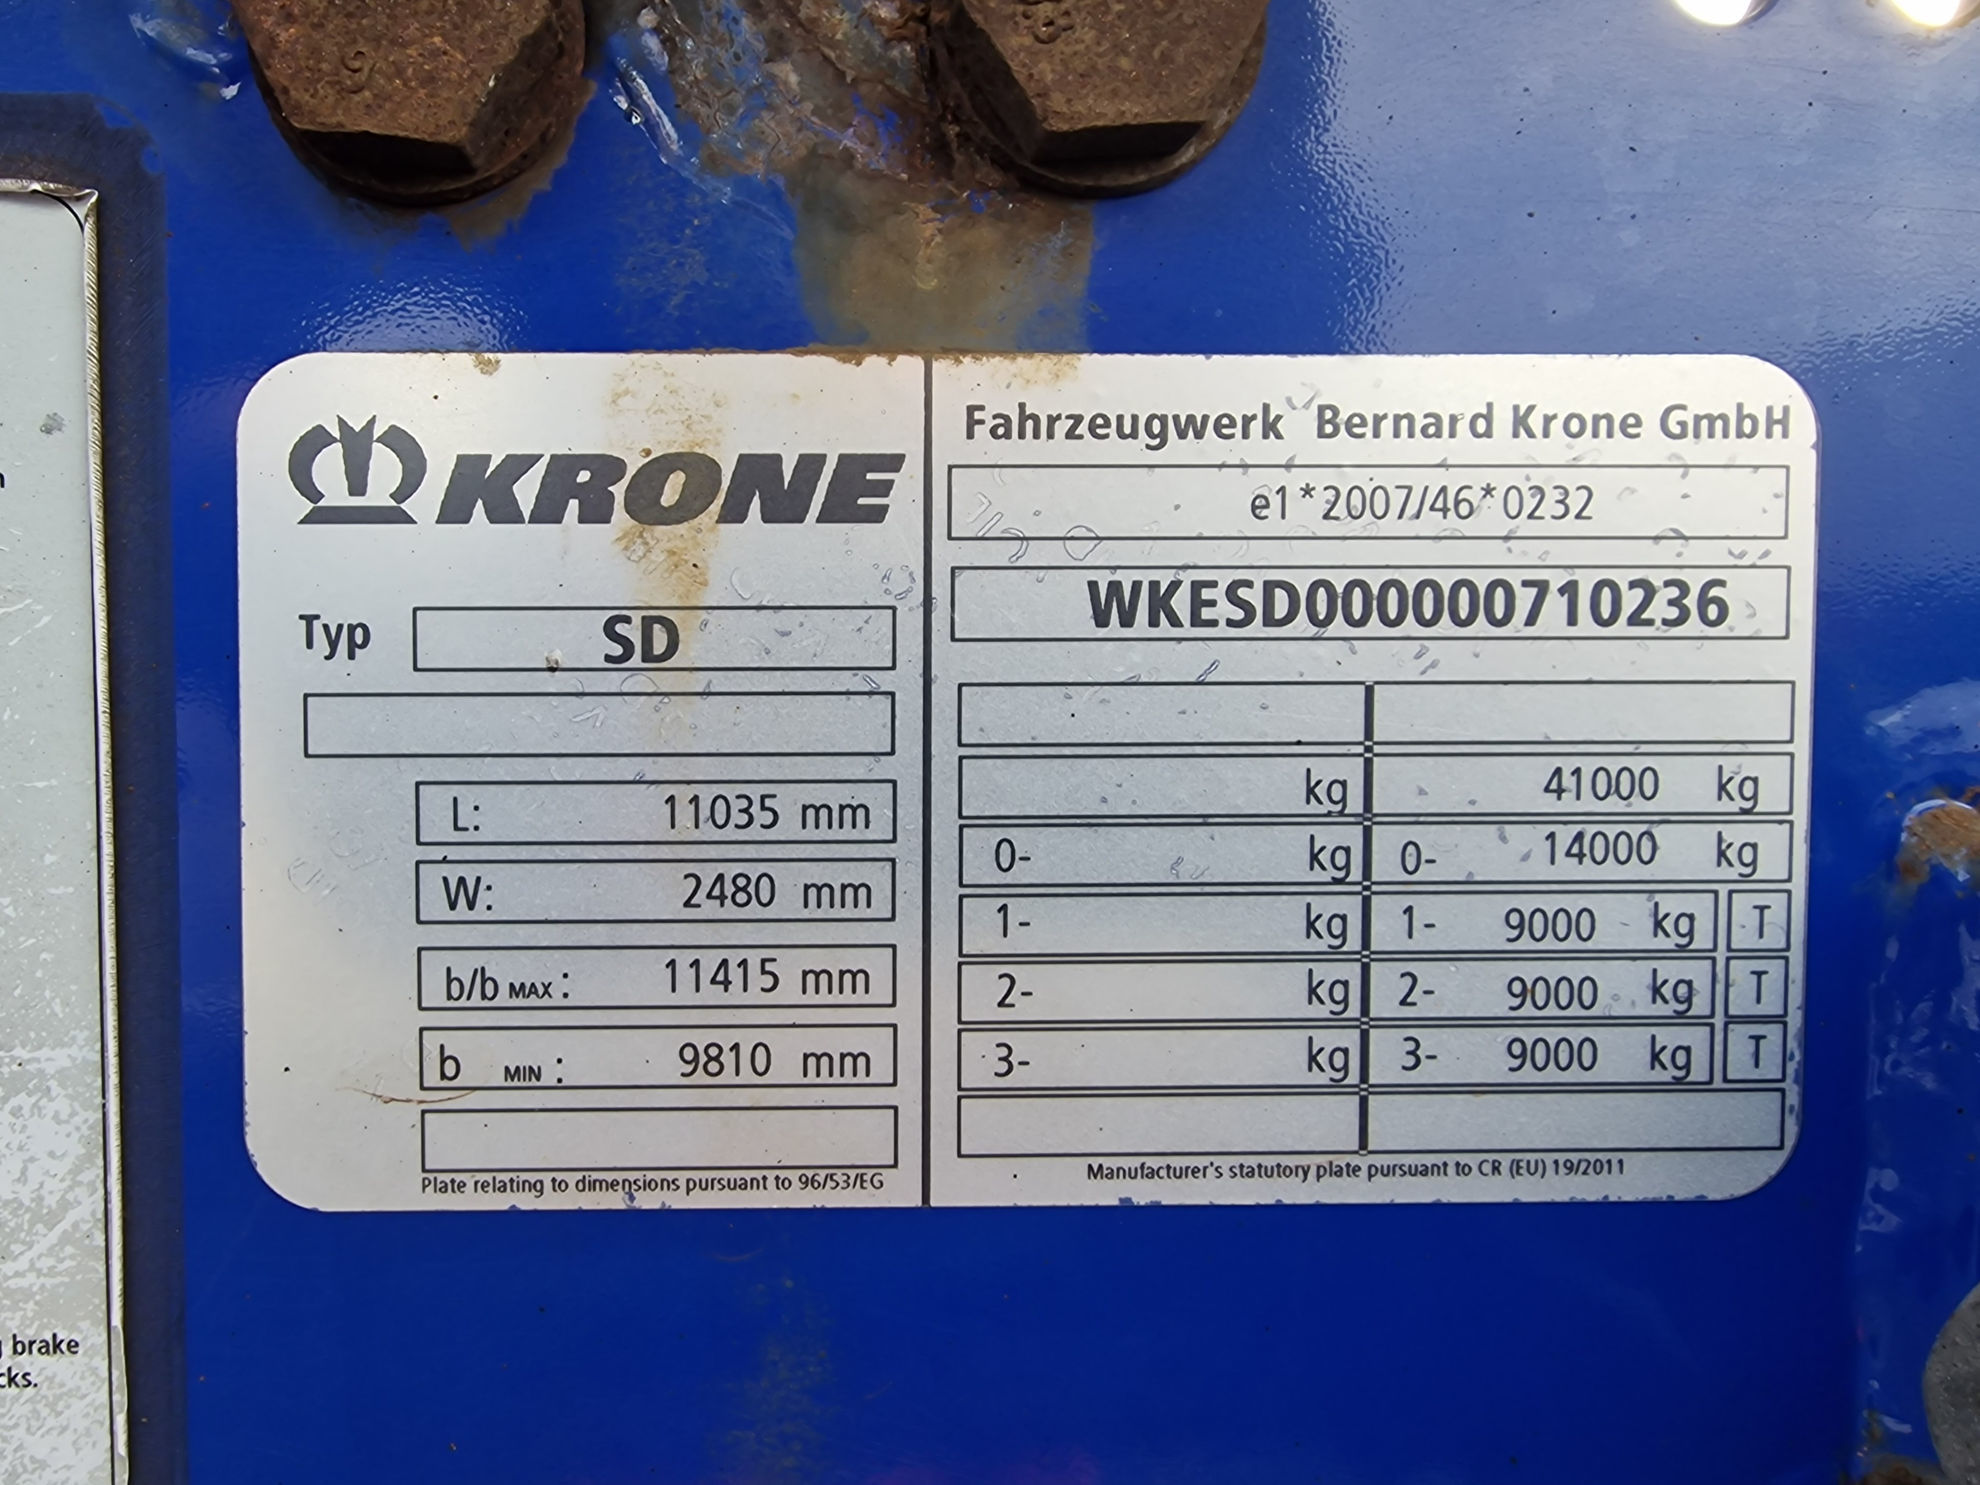 KRONE
Typ SD
L: 11035 mm
W: 2480 mm
b/b MAX : 11415 mm
b MIN : 9810 mm
Plate relating to dimensions pursuant to 96/53/EG
Fahrzeugwerk Bernard Krone GmbH
e1*2007/46*0232
WKESD000000710236
kg 41000 kg
0- kg 0- 14000 kg
1- kg 1- 9000 kg T
2- kg 2- 9000 kg T
3- kg 3- 9000 kg T
Manufacturer's statutory plate pursuant to CR (EU) 19/2011
brake